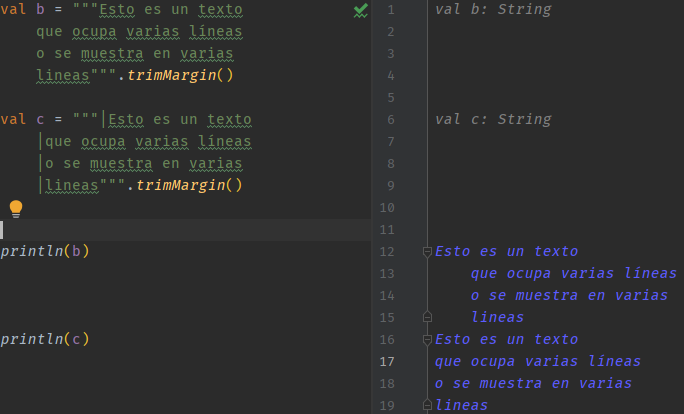 val b = """Esto es un texto
    que ocupa varias líneas
    o se muestra en varias
    lineas""".trimMargin()
val c = """|Esto es un texto
    |que ocupa varias líneas
    |o se muestra en varias
    |lineas""".trimMargin()
println(b)
println(c)
1 val b: String
2
3
4
5
6 val c: String
7
8
9
10
11
12 Esto es un texto
13     que ocupa varias líneas
14     o se muestra en varias
15     lineas
16 Esto es un texto
17 que ocupa varias líneas
18 o se muestra en varias
19 lineas